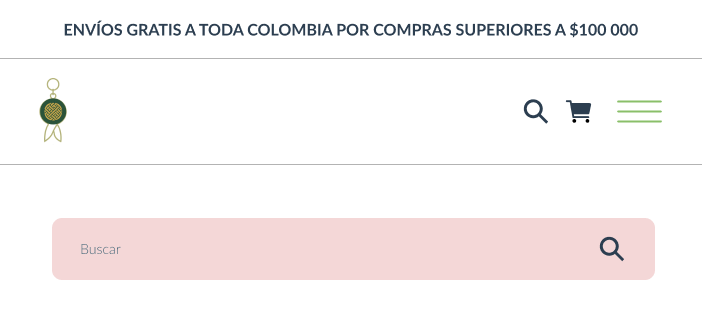 ENVÍOS GRATIS A TODA COLOMBIA POR COMPRAS SUPERIORES A $100 000
Buscar